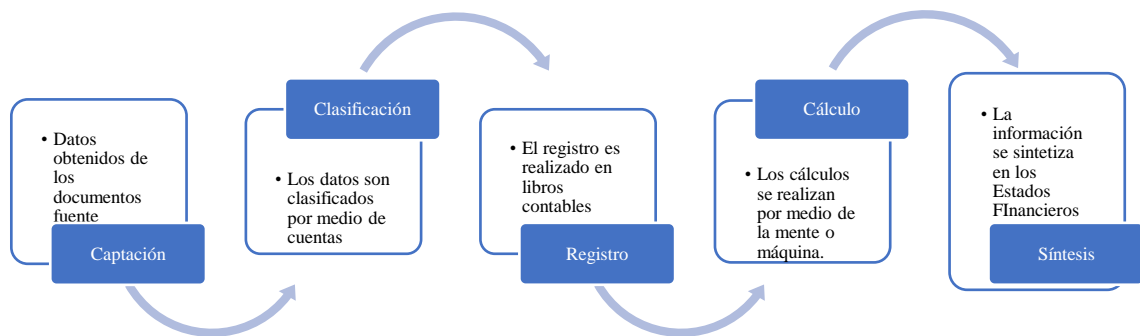 • Datos
obtenidos de
los
documentos
fuente
Captación
Clasificación
• Los datos son
clasificados
por medio de
cuentas
• El registro es
realizado en
libros
contables
Registro
Cálculo
• Los cálculos
se realizan
por medio de
la mente o
máquina.
• La
información
se sintetiza
en los
Estados
FInancieros
Síntesis